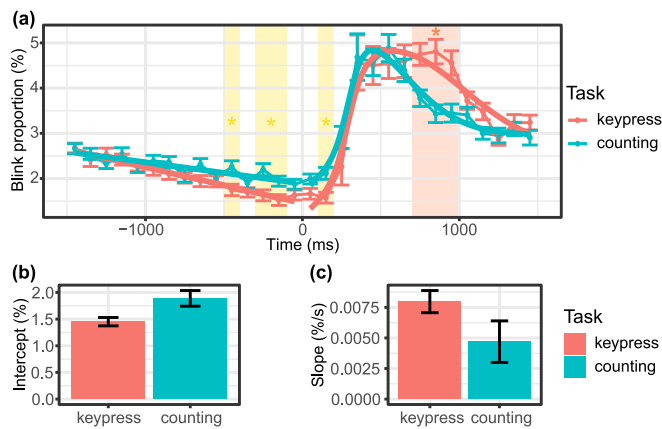 (a)
Blink proportion (%)
5
4
3
2
* * * *
−1000 0 1000
Time (ms)
Task
keypress
counting
(b)
Intercept (%)
2.0
1.5
1.0
0.5
0.0
keypress counting
(c)
Slope (%/s)
0.0075
0.0050
0.0025
0.0000
keypress counting
Task
keypress
counting